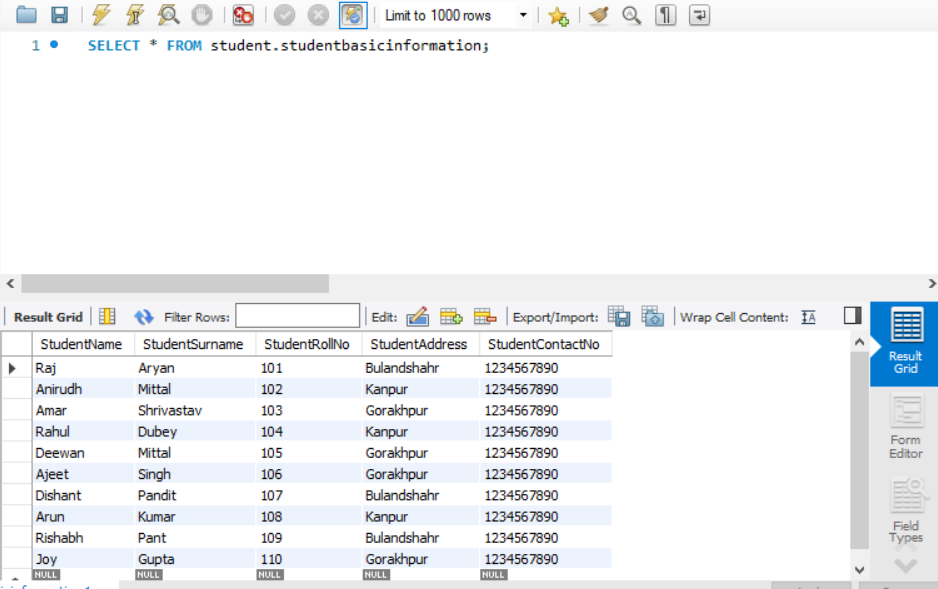 Limit to 1000 rows
1 SELECT * FROM student.studentbasicinformation;
Result Grid Filter Rows: Edit: Export/Import: Wrap Cell Content: IA
StudentName StudentSurname StudentRollNo StudentAddress StudentContactNo
Raj Aryan 101 Bulandshahr 1234567890
Anirudh Mittal 102 Kanpur 1234567890
Amar Shrivastav 103 Gorakhpur 1234567890
Rahul Dubey 104 Kanpur 1234567890
Deewan Mittal 105 Gorakhpur 1234567890
Ajeet Singh 106 Gorakhpur 1234567890
Dishant Pandit 107 Bulandshahr 1234567890
Arun Kumar 108 Kanpur 1234567890
Rishabh Pant 109 Bulandshahr 1234567890
Joy Gupta 110 Gorakhpur 1234567890
NULL NULL NULL NULL NULL
Result
Grid
Form
Editor
Field
Types